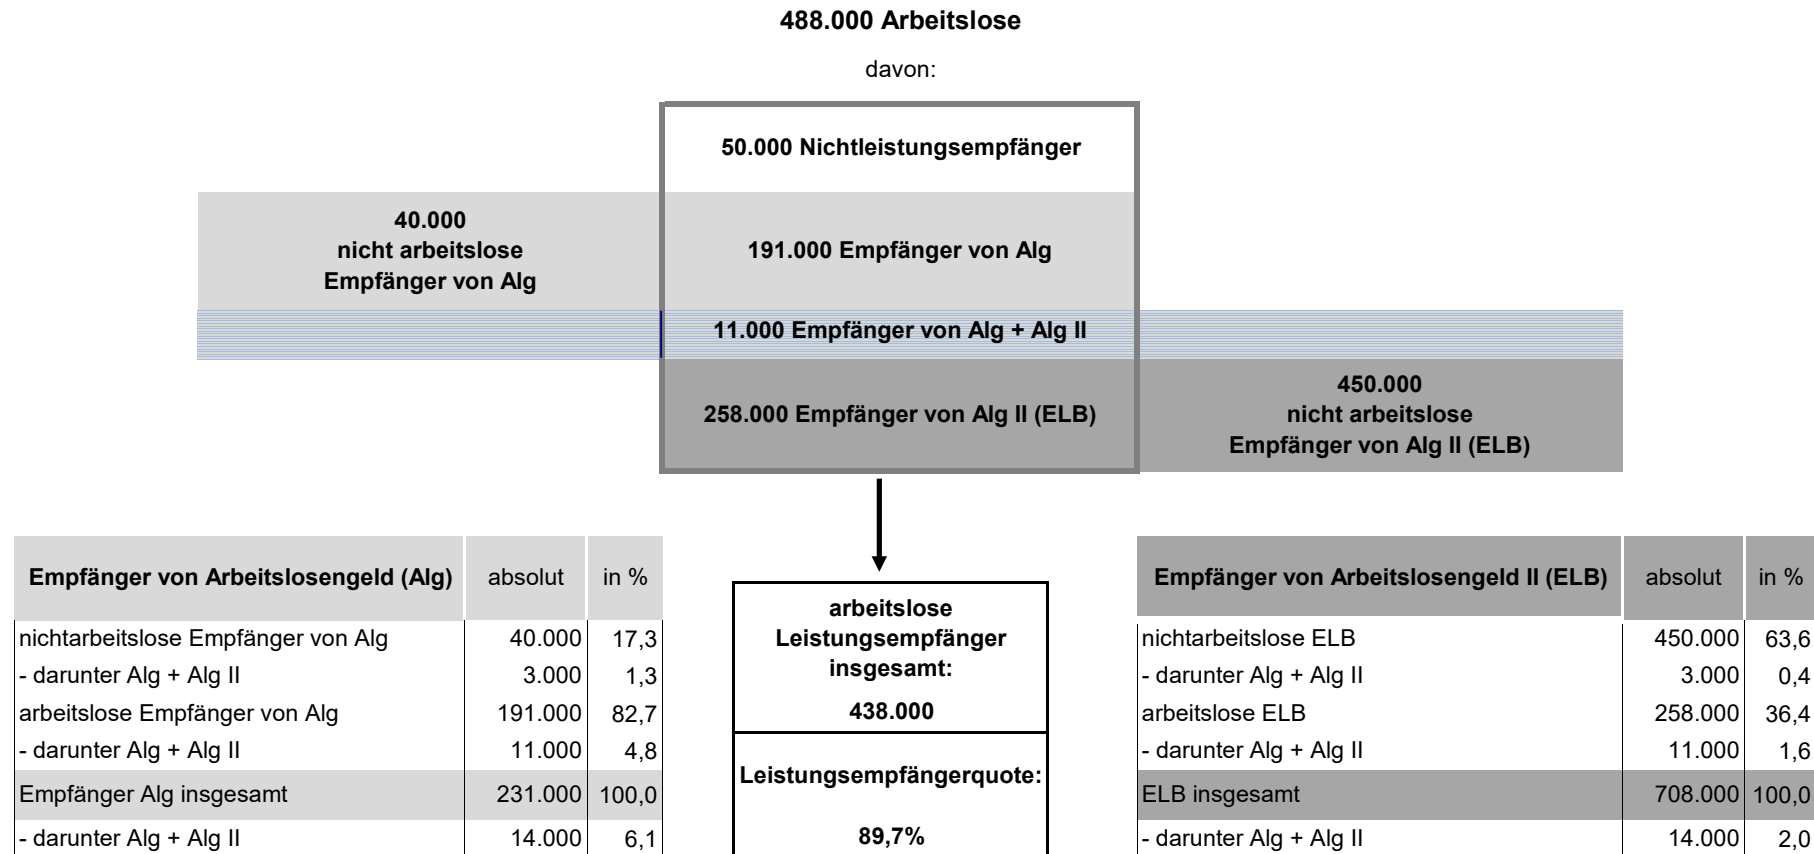 488.000 Arbeitslose
davon:
50.000 Nichtleistungsempfänger
40.000
nicht arbeitslose
Empfänger von Alg
191.000 Empfänger von Alg
11.000 Empfänger von Alg + Alg II
258.000 Empfänger von Alg II (ELB)
450.000
nicht arbeitslose
Empfänger von Alg II (ELB)
Empfänger von Arbeitslosengeld (Alg) absolut in %
nichtarbeitslose Empfänger von Alg 40.000 17,3
- darunter Alg + Alg II 3.000 1,3
arbeitslose Empfänger von Alg 191.000 82,7
- darunter Alg + Alg II 11.000 4,8
Empfänger Alg insgesamt 231.000 100,0
- darunter Alg + Alg II 14.000 6,1
arbeitslose
Leistungsempfänger
insgesamt:
438.000
Leistungsempfängerquote:
89,7%
Empfänger von Arbeitslosengeld II (ELB) absolut in %
nichtarbeitslose ELB 450.000 63,6
- darunter Alg + Alg II 3.000 0,4
arbeitslose ELB 258.000 36,4
- darunter Alg + Alg II 11.000 1,6
ELB insgesamt 708.000 100,0
- darunter Alg + Alg II 14.000 2,0